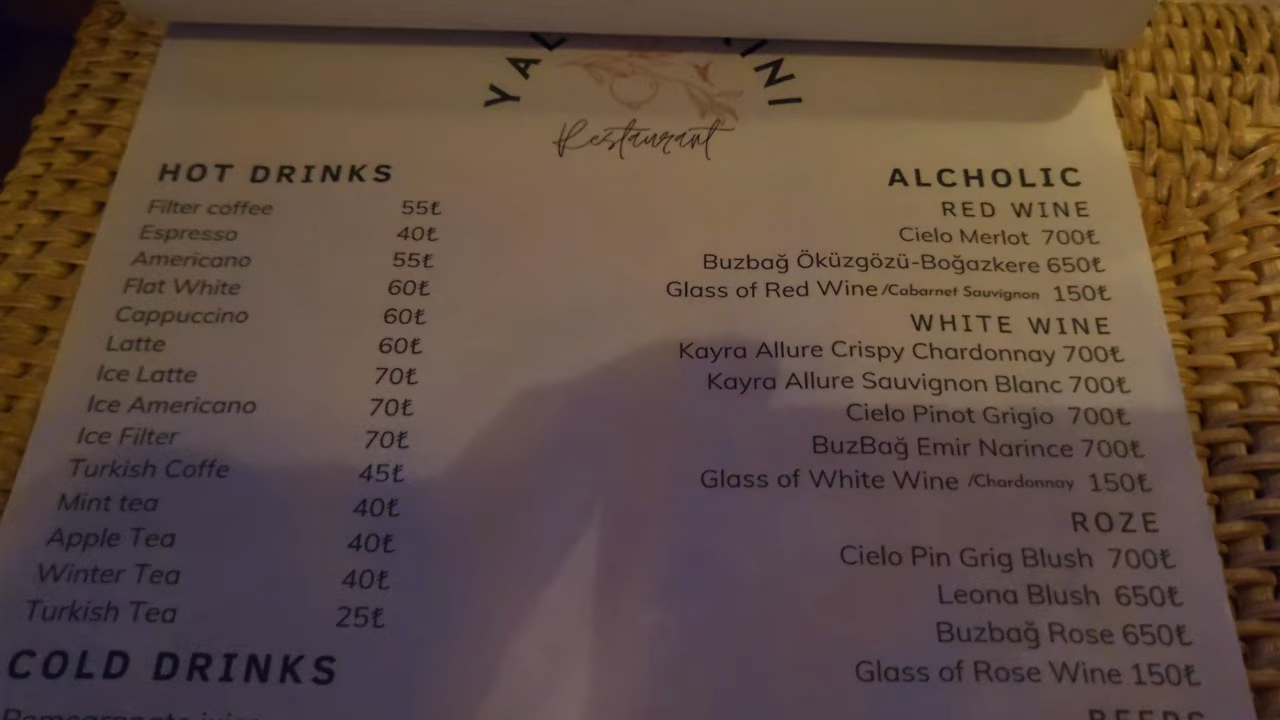 Restaurant
HOT DRINKS
Filter coffee 55₺
Espresso 40₺
Americano 55₺
Flat White 60₺
Cappuccino 60₺
Latte 60₺
Ice Latte 70₺
Ice Americano 70₺
Ice Filter 70₺
Turkish Coffe 45₺
Mint tea 40₺
Apple Tea 40₺
Winter Tea 40₺
Turkish Tea 25₺
COLD DRINKS
ALCHOLIC
RED WINE
Cielo Merlot 700₺
Buzbağ Öküzgözü-Boğazkere 650₺
Glass of Red Wine /Cabarnet Sauvignon 150₺
WHITE WINE
Kayra Allure Crispy Chardonnay 700₺
Kayra Allure Sauvignon Blanc 700₺
Cielo Pinot Grigio 700₺
BuzBağ Emir Narince 700₺
Glass of White Wine /Chardonnay 150₺
ROZE
Cielo Pin Grig Blush 700₺
Leona Blush 650₺
Buzbağ Rose 650₺
Glass of Rose Wine 150₺